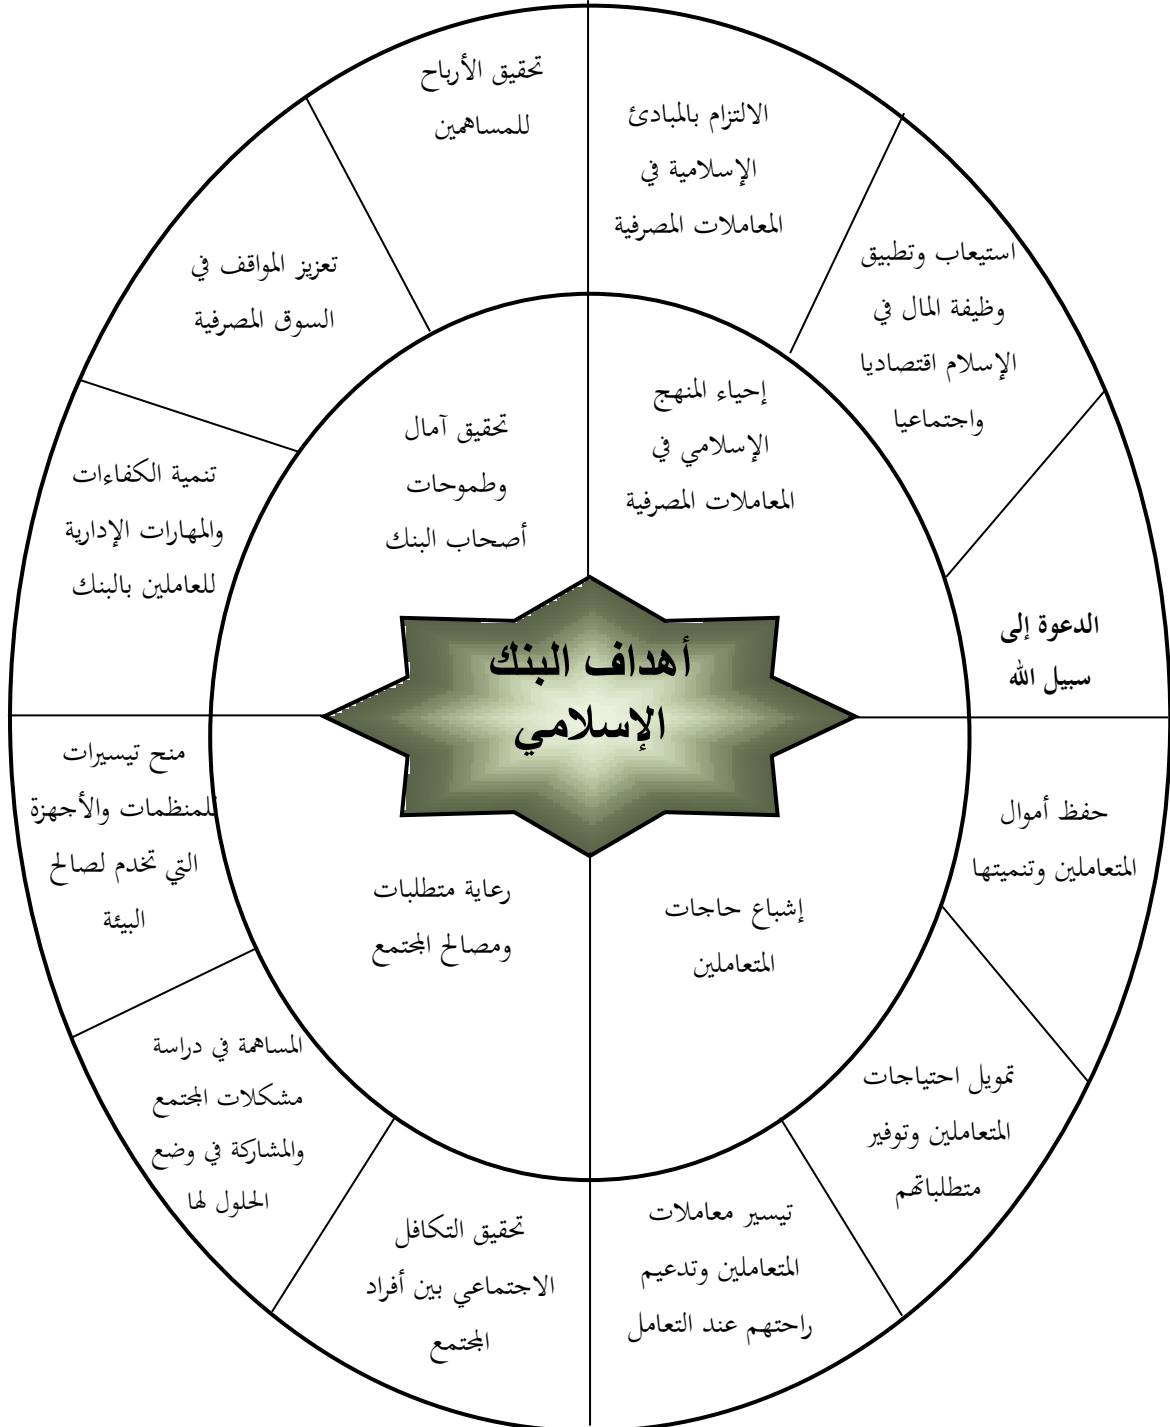 تحقيق الأرباح
للمساهمين
الالتزام بالمبادئ
الإسلامية في
المعاملات المصرفية
استيعاب وتطبيق
وظيفة المال في
الإسلام اقتصاديا
واجتماعيا
الدعوة إلى
سبيل الله
تعزيز المواقف في
السوق المصرفية
تنمية الكفاءات
والمهارات الإدارية
للعاملين بالبنك
إحياء المنهج
الإسلامي في
المعاملات المصرفية
تحقيق آمال
وطموحات
أصحاب البنك
أهداف البنك
الإسلامي
إشباع حاجات
المتعاملين
رعاية متطلبات
ومصالح المجتمع
حفظ أموال
المتعاملين وتنميتها
تمويل احتياجات
المتعاملين وتوفير
متطلباتهم
تيسير معاملات
المتعاملين وتدعيم
راحتهم عند التعامل
منح تيسيرات
للمنظمات والأجهزة
التي تخدم لصالح
البيئة
المساهمة في دراسة
مشكلات المجتمع
والمشاركة في وضع
الحلول لها
تحقيق التكافل
الاجتماعي بين أفراد
المجتمع